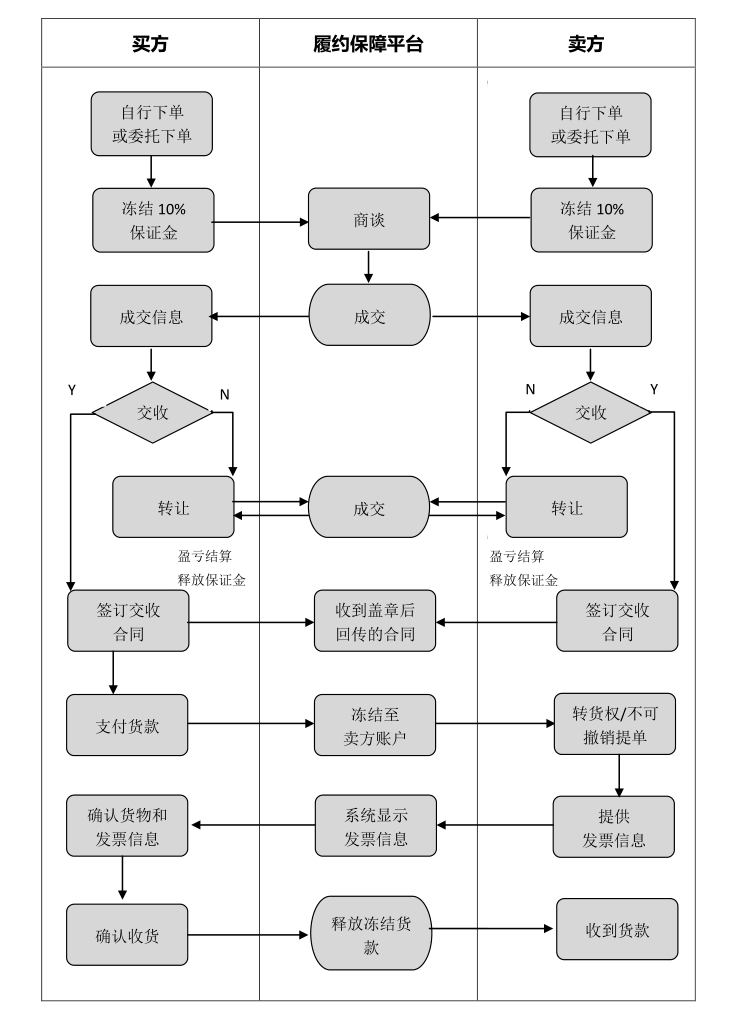 买方
履约保障平台
卖方
自行下单
或委托下单
自行下单
或委托下单
冻结 10%
保证金
商谈
冻结 10%
保证金
成交信息
成交
成交信息
Y
交收
N
N
交收
Y
转让
成交
转让
盈亏结算
释放保证金
盈亏结算
释放保证金
签订交收
合同
收到盖章后
回传的合同
签订交收
合同
支付货款
冻结至
卖方账户
转货权/不可
撤销提单
确认货物和
发票信息
系统显示
发票信息
提供
发票信息
确认收货
释放冻结货
款
收到货款